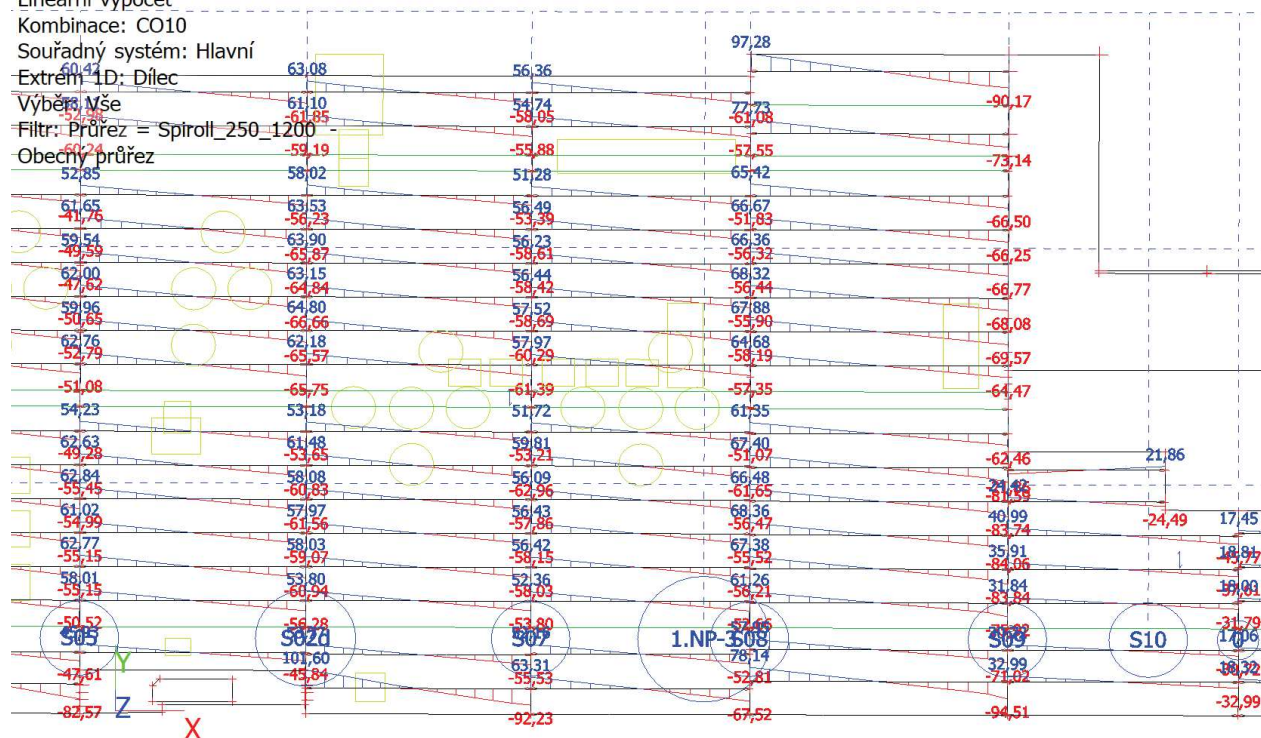 Lineární výpočet
Kombinace: CO10
Souřadný systém: Hlavní
Extrém 1D: Dílec
Výběr: Vše
Filtr: Průřez = Spiroll_250_1200 -
Obecný průřez
97,28
60,42 63,08 56,36
61,10 54,74 77,73
-52,98 -61,85 -58,05 -61,08 -90,17
-60,24 -59,19 -55,88 -57,55 -73,14
52,85 58,02 51,28 65,42
61,65 63,53 56,49 66,67
-41,76 -56,23 -53,39 -51,83 -66,50
59,54 63,90 56,23 66,36
-49,59 -65,87 -58,61 -56,32 -66,25
62,00 63,15 56,44 68,32
-47,62 -64,84 -58,42 -56,44 -66,77
59,96 64,80 57,52 67,88
-50,65 -66,66 -58,69 -55,90 -68,08
62,76 62,18 57,97 64,68
-52,79 -65,57 -60,29 -58,19 -69,57
-51,08 -65,75 -61,39 -57,35 -64,47
54,23 53,18 51,72 61,35
62,63 61,48 59,81 67,40
-49,28 -53,65 -53,21 -51,07 -62,46 21,86
62,84 58,08 56,09 66,48
-55,45 -60,83 -62,96 -61,65
61,02 57,97 56,43 68,36 40,99 17,45
-54,99 -61,56 -57,86 -56,47 -83,74 -24,49
62,77 58,03 56,42 67,38 35,91 18,81
-55,15 -59,07 -58,15 -55,52 -84,06
58,01 53,80 52,36 61,26 31,84
-55,15 -60,94 -58,03 -56,21 -83,84
-50,52 -56,28 -53,80 -31,79
S05 S07 S08 S09 S10
Y 101,60 63,31 78,14 32,99
-47,61 -45,84 -55,53 -52,81 -71,02
Z -82,57 -92,23 -67,52 -94,51 -32,99
X